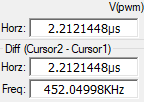 V(pwm)
Horz: 2.2121448µs
Diff (Cursor2 - Cursor1)
Horz: 2.2121448µs
Freq: 452.04998KHz